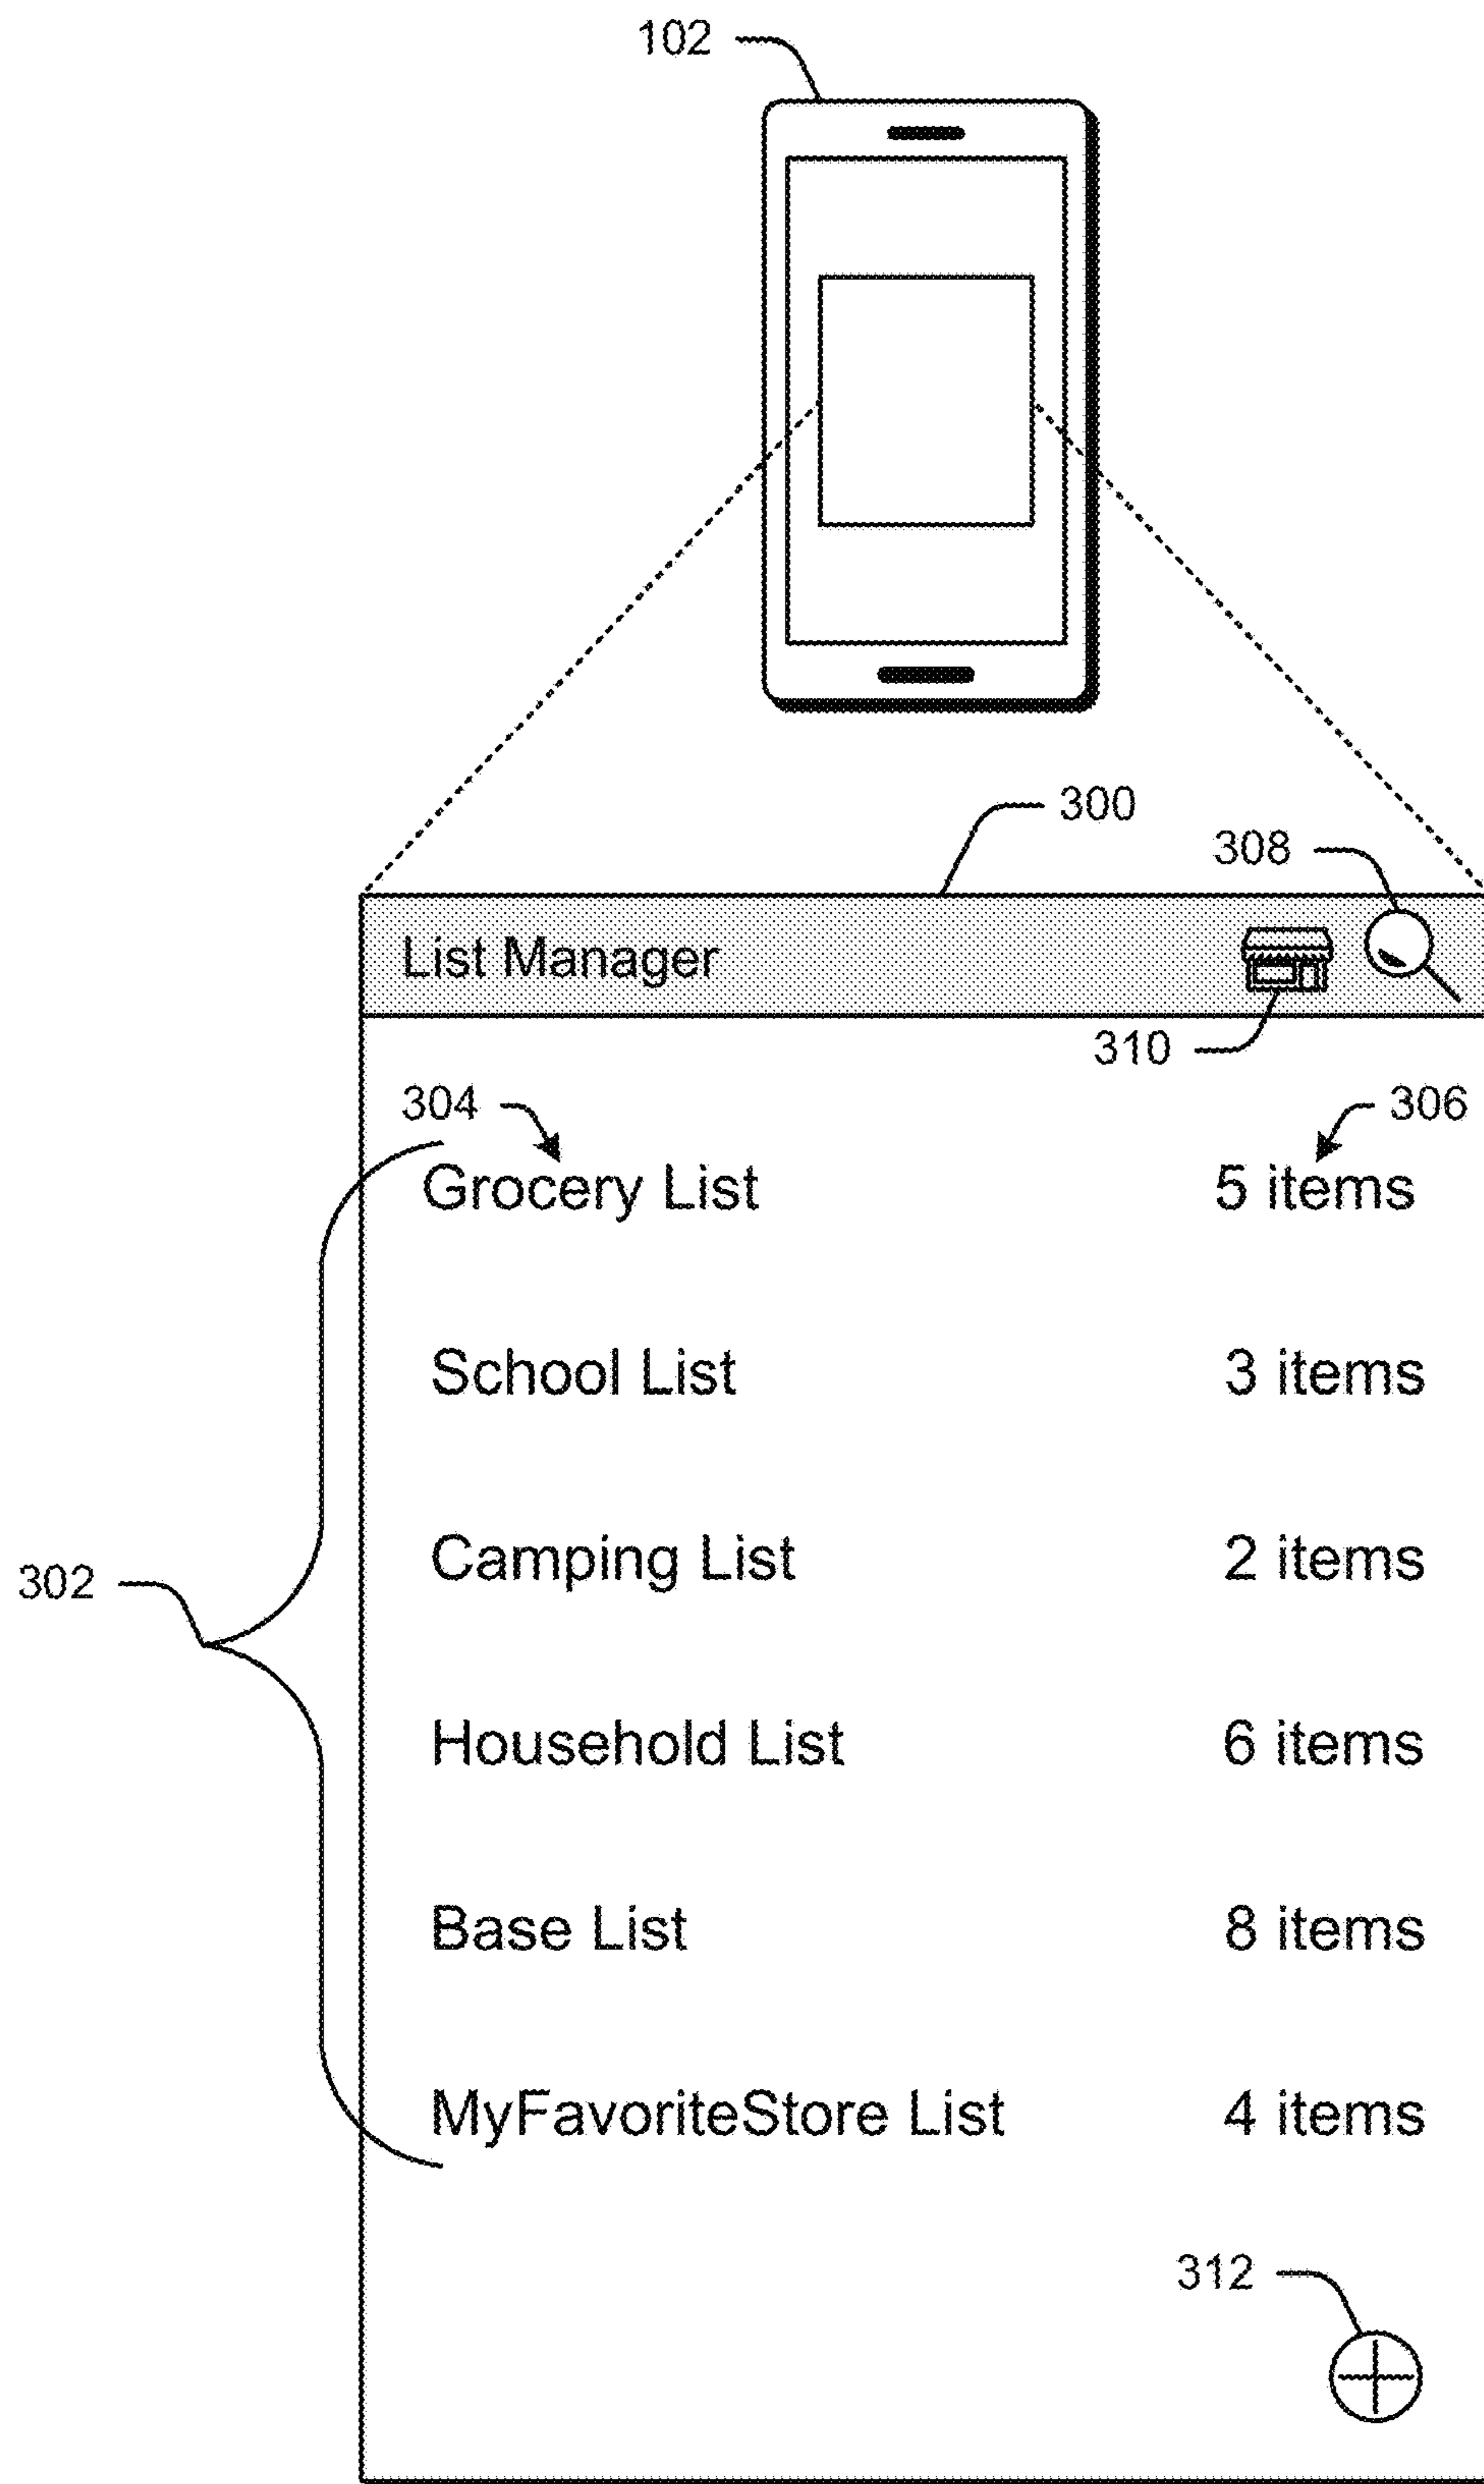 102
300
308
List Manager
310
304
306
Grocery List 5 items
School List 3 items
Camping List 2 items
302
Household List 6 items
Base List 8 items
MyFavoriteStore List 4 items
312